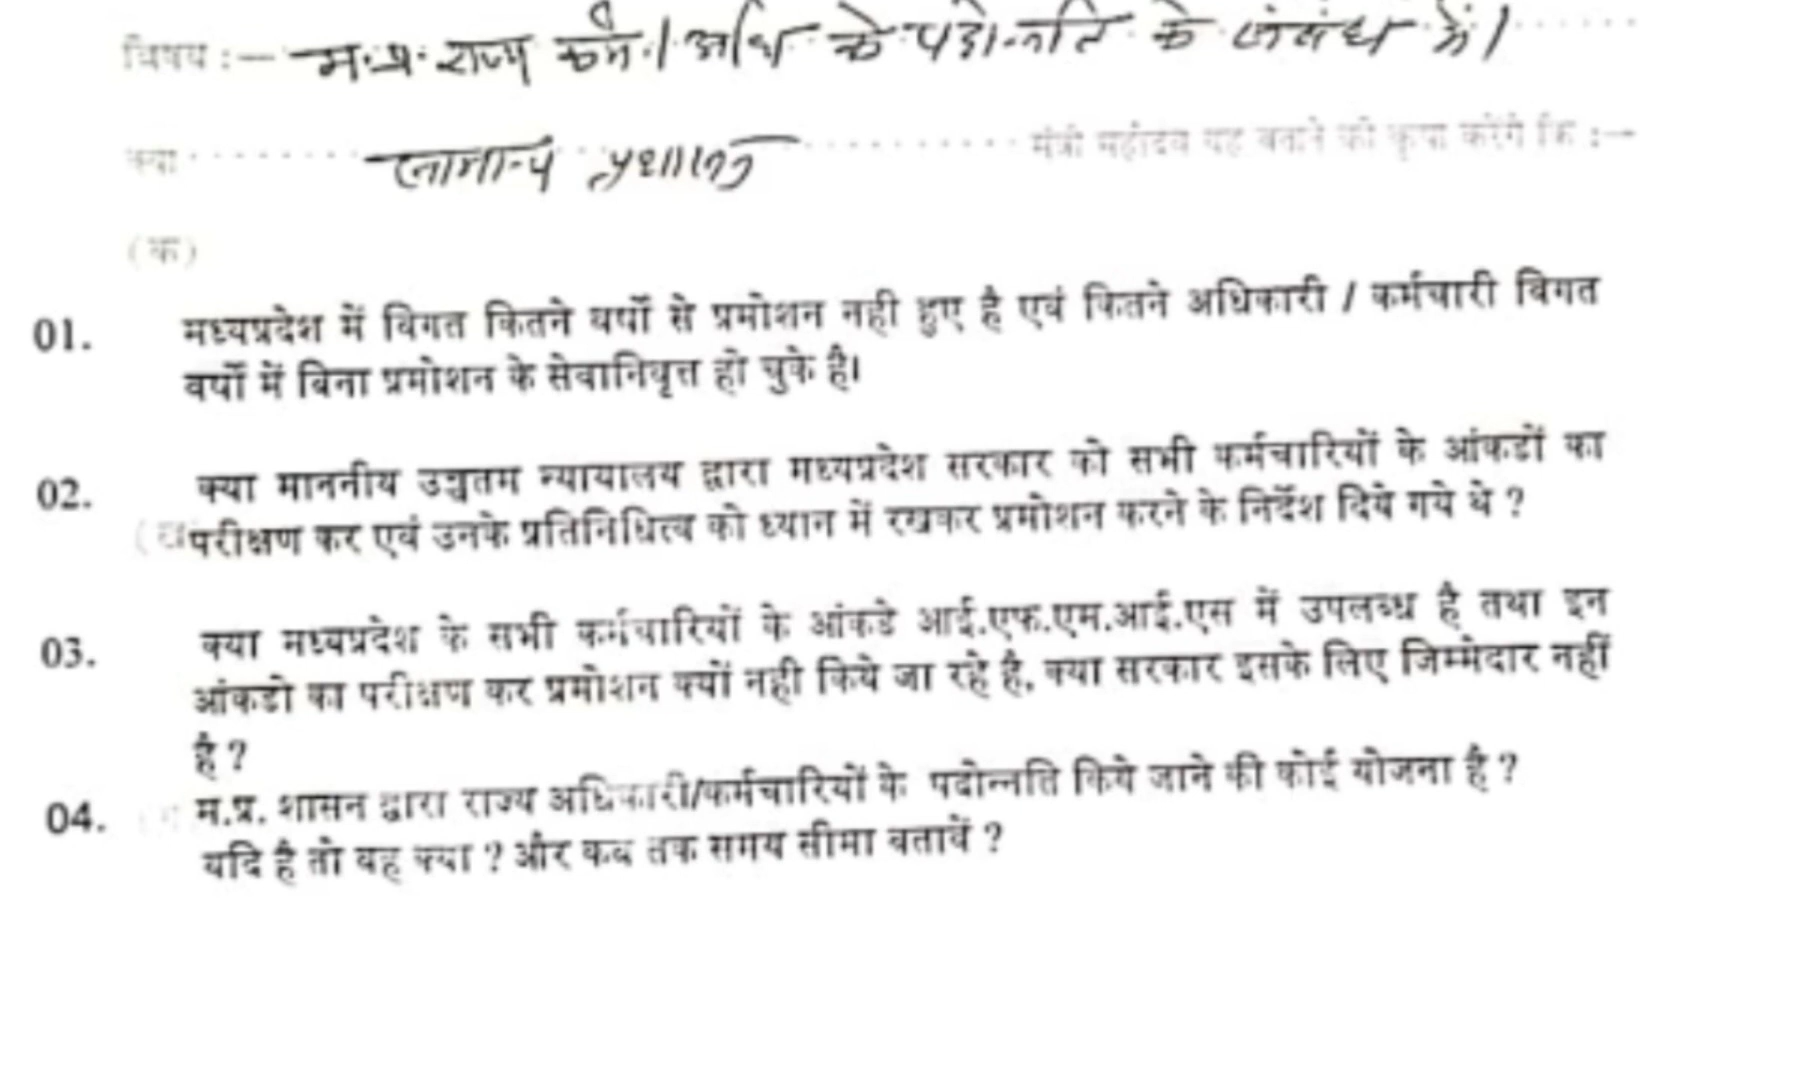 विषय :- म.प्र. राज्य कर्म./अधि के पदोन्नति के संबंध में।
क्या सामान्य प्रशासन मंत्री महोदय यह बताने की कृपा करेंगे कि :-
(क)
01. मध्यप्रदेश में विगत कितने वर्षों से प्रमोशन नही हुए है एवं कितने अधिकारी / कर्मचारी विगत
वर्षों में बिना प्रमोशन के सेवानिवृत्त हो चुके है।
02. क्या माननीय उच्चतम न्यायालय द्वारा मध्यप्रदेश सरकार को सभी कर्मचारियों के आंकडों का
परीक्षण कर एवं उनके प्रतिनिधित्व को ध्यान में रखकर प्रमोशन करने के निर्देश दिये गये थे ?
03. क्या मध्यप्रदेश के सभी कर्मचारियों के आंकडे आई.एफ.एम.आई.एस में उपलब्ध है तथा इन
आंकडो का परीक्षण कर प्रमोशन क्यों नही किये जा रहे है, क्या सरकार इसके लिए जिम्मेदार नहीं
है ?
04. म.प्र. शासन द्वारा राज्य अधिकारी/कर्मचारियों के पदोन्नति किये जाने की कोई योजना है ?
यदि है तो वह क्या ? और कब तक समय सीमा बतावें ?